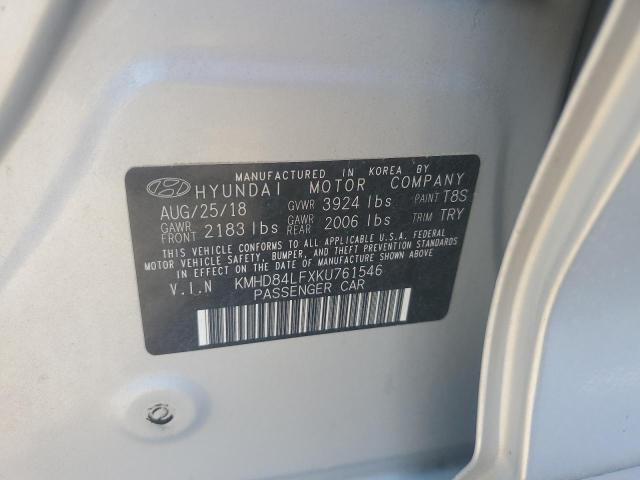 MANUFACTURED IN KOREA BY
HYUNDAI MOTOR COMPANY
AUG/25/18 GVWR 3924 lbs PAINT T8S
GAWR FRONT 2183 lbs GAWR REAR 2006 lbs TRIM TRY
THIS VEHICLE CONFORMS TO ALL APPLICABLE U.S.A. FEDERAL
MOTOR VEHICLE SAFETY, BUMPER, AND THEFT PREVENTION STANDARDS
IN EFFECT ON THE DATE OF MANUFACTURE SHOWN ABOVE.
V.I.N KMHD84LFXKU761546
PASSENGER CAR